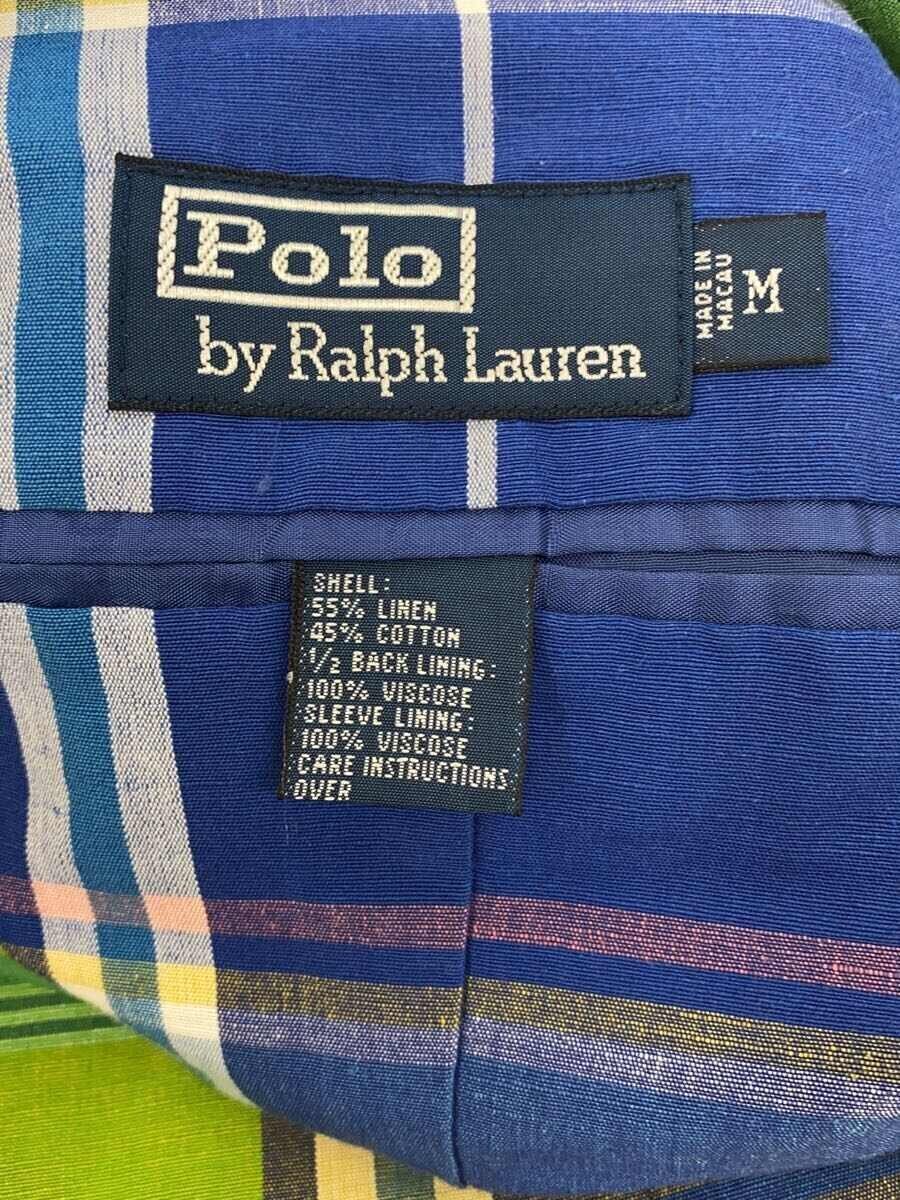 Polo
by Ralph Lauren
MADE IN
MACAU
M
SHELL:
55% LINEN
45% COTTON
1/2 BACK LINING:
100% VISCOSE
SLEEVE LINING:
100% VISCOSE
CARE INSTRUCTIONS
OVER